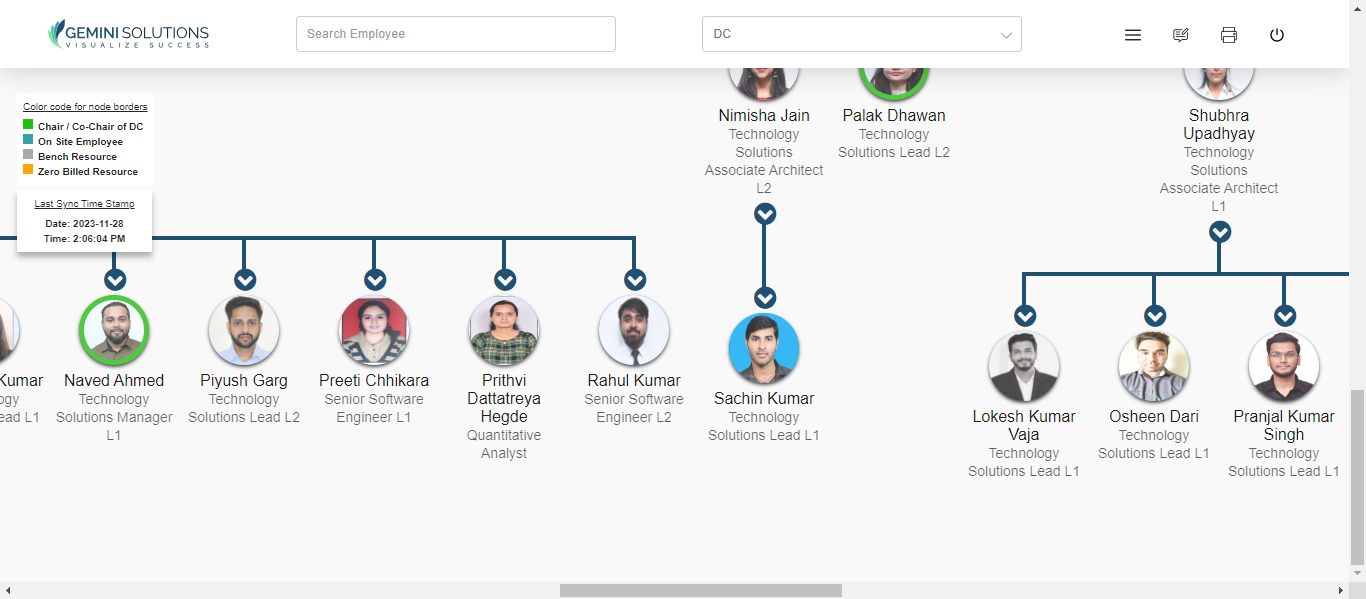 GEMINI SOLUTIONS
VISUALIZE SUCCESS
Search Employee
DC
Color code for node borders
Chair / Co-Chair of DC
On Site Employee
Bench Resource
Zero Billed Resource
Last Sync Time Stamp
Date: 2023-11-28
Time: 2:06:04 PM
Nimisha Jain
Technology
Solutions
Associate Architect
L2
Palak Dhawan
Technology
Solutions Lead L2
Shubhra
Upadhyay
Technology
Solutions
Associate Architect
L1
Kumar
ogy
ead L1
Naved Ahmed
Technology
Solutions Manager
L1
Piyush Garg
Technology
Solutions Lead L2
Preeti Chhikara
Senior Software
Engineer L1
Prithvi
Dattatreya
Hegde
Quantitative
Analyst
Rahul Kumar
Senior Software
Engineer L2
Sachin Kumar
Technology
Solutions Lead L1
Lokesh Kumar
Vaja
Technology
Solutions Lead L1
Osheen Dari
Technology
Solutions Lead L1
Pranjal Kumar
Singh
Technology
Solutions Lead L1